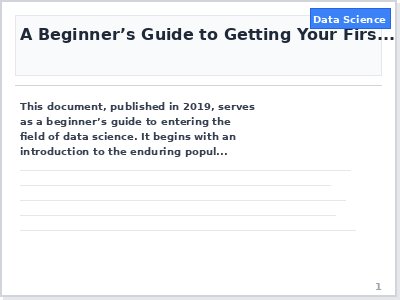 Data Science
A Beginner’s Guide to Getting Your Firs...
This document, published in 2019, serves
as a beginner’s guide to entering the
field of data science. It begins with an
introduction to the enduring popul...
1